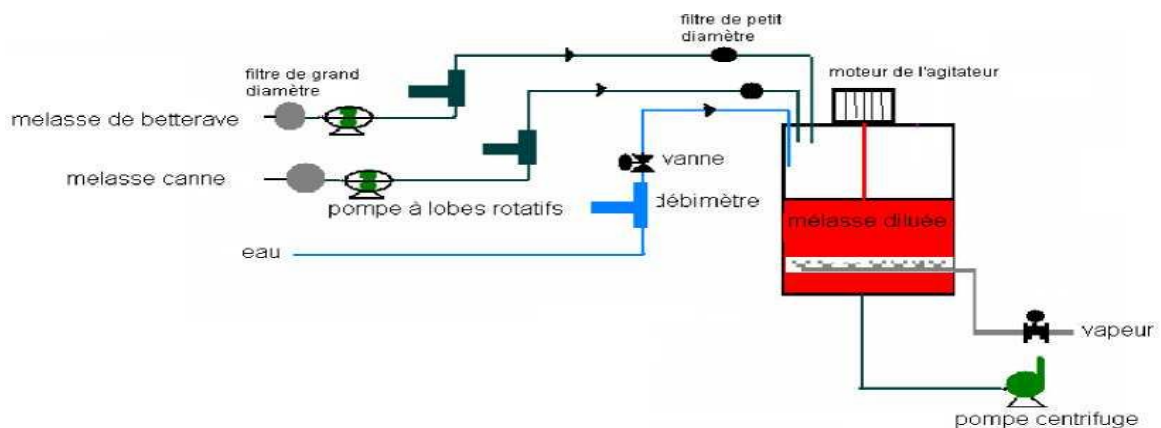 filtre de petit
diamètre
moteur de l'agitateur
filtre de grand
diamètre
melasse de betterave
vanne
melasse canne
pompe à lobes rotatifs
débimètre
melasse diluée
eau
vapeur
pompe centrifuge